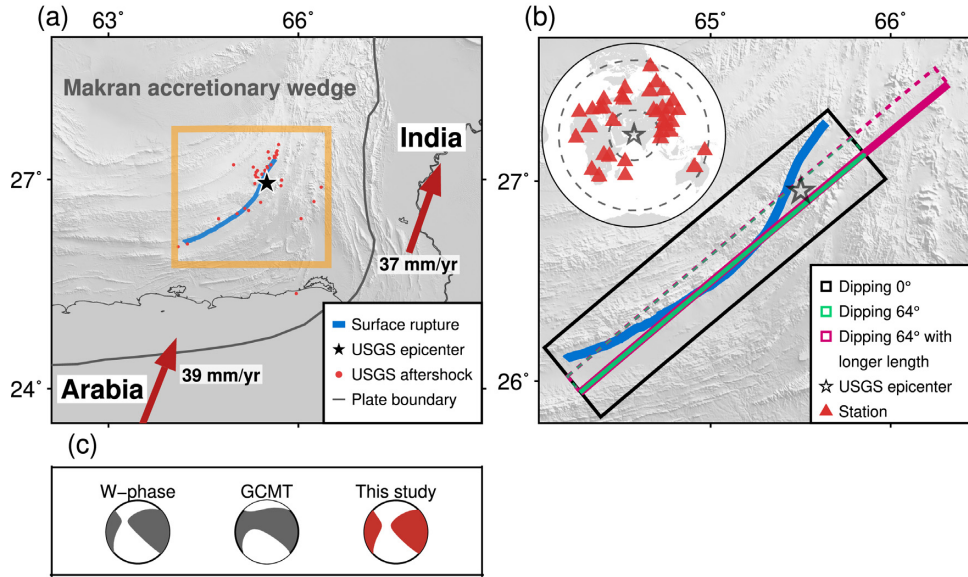 (a)
63°
66°
Makran accretionary wedge
India
27°
37 mm/yr
24°
Arabia
39 mm/yr
Surface rupture
USGS epicenter
USGS aftershock
Plate boundary
(b)
65°
66°
27°
26°
Dipping 0°
Dipping 64°
Dipping 64° with
longer length
USGS epicenter
Station
(c)
W−phase
GCMT
This study